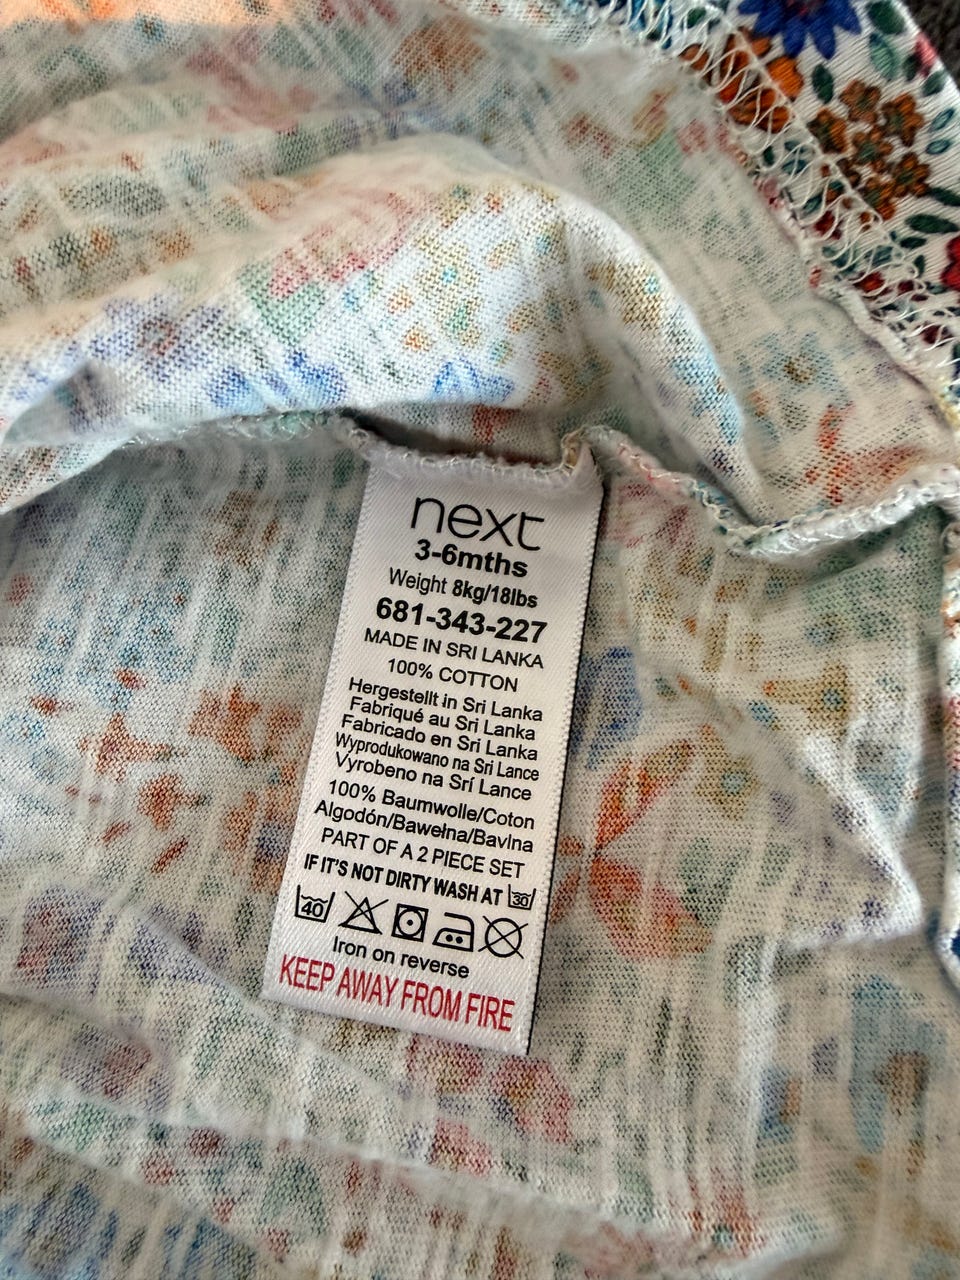 next
3-6mths
Weight 8kg/18lbs
681-343-227
MADE IN SRI LANKA
100% COTTON
Hergestellt in Sri Lanka
Fabriqué au Sri Lanka
Fabricado en Sri Lanka
Wyprodukowano na Sri Lance
Vyrobeno na Srí Lance
100% Baumwolle/Coton
Algodón/Bawełna/Bavlna
PART OF A 2 PIECE SET
IF IT'S NOT DIRTY WASH AT 30
40
Iron on reverse
KEEP AWAY FROM FIRE